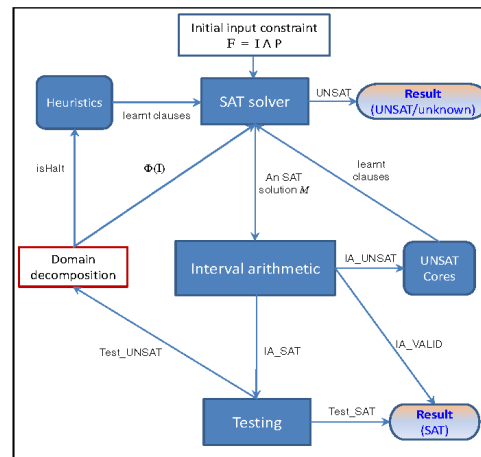 Initial input constraint
F = I Λ P
Heuristics
learnt clauses
SAT solver
UNSAT
Result
(UNSAT/unknown)
isHalt
Φ(I)
An SAT
solution M
learnt
clauses
Domain
decomposition
Interval arithmetic
IA_UNSAT
UNSAT
Cores
Test_UNSAT
IA_SAT
IA_VALID
Testing
Test_SAT
Result
(SAT)